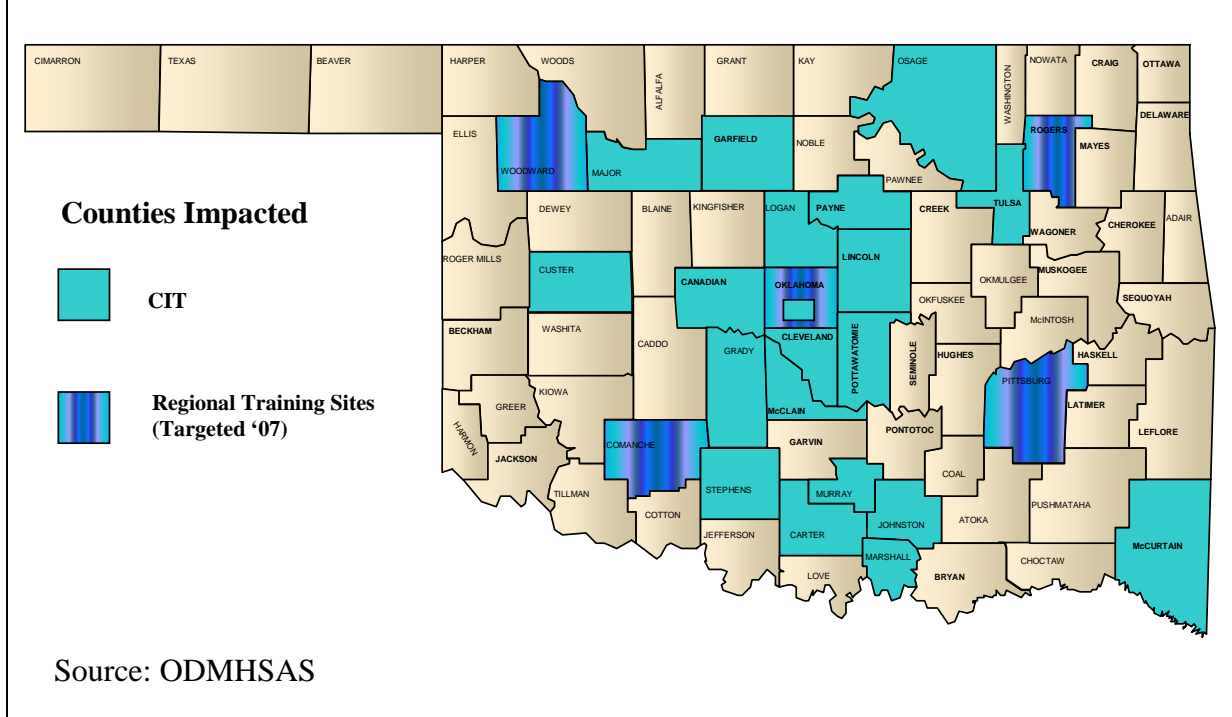 CIMARRON
TEXAS
BEAVER
HARPER
WOODS
ALFALFA
GRANT
KAY
OSAGE
WASHINGTON
NOWATA
CRAIG
OTTAWA
ELLIS
WOODWARD
MAJOR
GARFIELD
NOBLE
PAWNEE
ROGERS
MAYES
DELAWARE
Counties Impacted
DEWEY
BLAINE
KINGFISHER
LOGAN
PAYNE
CREEK
TULSA
WAGONER
CHEROKEE
ADAIR
ROGER MILLS
CUSTER
CANADIAN
OKLAHOMA
LINCOLN
OKMULGEE
MUSKOGEE
SEQUOYAH
CIT
BECKHAM
WASHITA
CADDO
GRADY
CLEVELAND
POTTAWATOMIE
SEMINOLE
OKFUSKEE
HUGHES
McINTOSH
HASKELL
PITTSBURG
LATIMER
LEFLORE
Regional Training Sites
(Targeted ‘07)
HARMON
GREER
KIOWA
JACKSON
COMANCHE
McCLAIN
GARVIN
PONTOTOC
TILLMAN
COTTON
STEPHENS
MURRAY
COAL
JEFFERSON
CARTER
JOHNSTON
ATOKA
PUSHMATAHA
LOVE
MARSHALL
BRYAN
CHOCTAW
McCURTAIN
Source: ODMHSAS